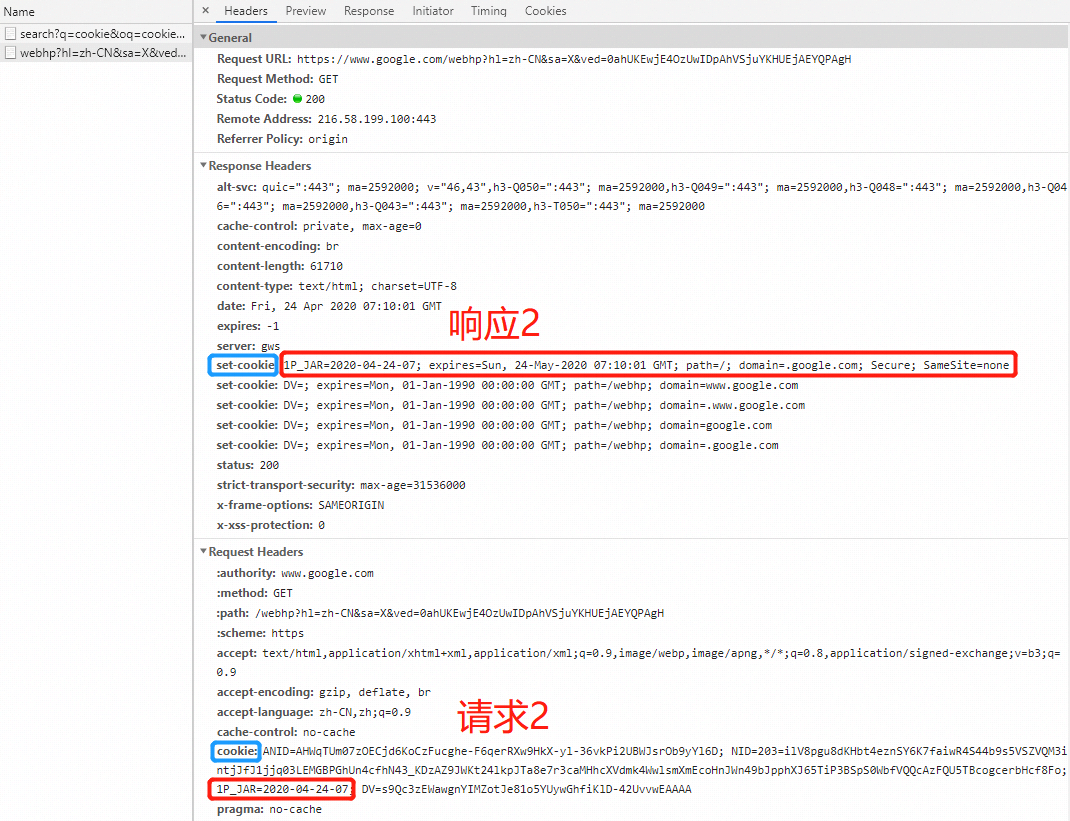 Name
× Headers Preview Response Initiator Timing Cookies
search?q=cookie&oq=cookie...
webhp?hl=zh-CN&sa=X&ved...
General
Request URL: https://www.google.com/webhp?hl=zh-CN&sa=X&ved=0ahUKEwjE4OzUwIDpAhVSjuYKHUEjAEYQPAgH
Request Method: GET
Status Code: 200
Remote Address: 216.58.199.100:443
Referrer Policy: origin
Response Headers
alt-svc: quic=":443"; ma=2592000; v="46,43",h3-Q050=":443"; ma=2592000,h3-Q049=":443"; ma=2592000,h3-Q048=":443"; ma=2592000,h3-Q04
6=":443"; ma=2592000,h3-Q043=":443"; ma=2592000,h3-T050=":443"; ma=2592000
cache-control: private, max-age=0
content-encoding: br
content-length: 61710
content-type: text/html; charset=UTF-8
date: Fri, 24 Apr 2020 07:10:01 GMT
响应2
expires: -1
server: gws
set-cookie 1P_JAR=2020-04-24-07; expires=Sun, 24-May-2020 07:10:01 GMT; path=/; domain=.google.com; Secure; SameSite=none
set-cookie: DV=; expires=Mon, 01-Jan-1990 00:00:00 GMT; path=/webhp; domain=www.google.com
set-cookie: DV=; expires=Mon, 01-Jan-1990 00:00:00 GMT; path=/webhp; domain=.www.google.com
set-cookie: DV=; expires=Mon, 01-Jan-1990 00:00:00 GMT; path=/webhp; domain=google.com
set-cookie: DV=; expires=Mon, 01-Jan-1990 00:00:00 GMT; path=/webhp; domain=.google.com
status: 200
strict-transport-security: max-age=31536000
x-frame-options: SAMEORIGIN
x-xss-protection: 0
Request Headers
:authority: www.google.com
:method: GET
:path: /webhp?hl=zh-CN&sa=X&ved=0ahUKEwjE4OzUwIDpAhVSjuYKHUEjAEYQPAgH
:scheme: https
accept: text/html,application/xhtml+xml,application/xml;q=0.9,image/webp,image/apng,*/*;q=0.8,application/signed-exchange;v=b3;q=
0.9
accept-encoding: gzip, deflate, br
accept-language: zh-CN,zh;q=0.9
请求2
cache-control: no-cache
cookie: ANID=AHWqTUm07zOECjd6KoCzFucghe-F6qerRXw9HkX-yl-36vkPi2UBWJsrOb9yYl6D; NID=203=ilV8pgu8dKHbt4eznSY6K7faiwR4S44b9s5VSZVQM3i
ntjJfJ1jjq03LEMGBPGhUn4cfhN43_KDzAZ9JWKt24lkpJTa8e7r3caMHhcXVdmk4WwlsmXmEcoHnJWn49bJpphXJ65TiP3BSpS0WbfVQQcAzFQU5TBcogcerbHcf8Fo;
1P_JAR=2020-04-24-07; DV=s9Qc3zEWawgnYIMZotJe81o5YUywGhfiKlD-42UvvwEAAAA
pragma: no-cache